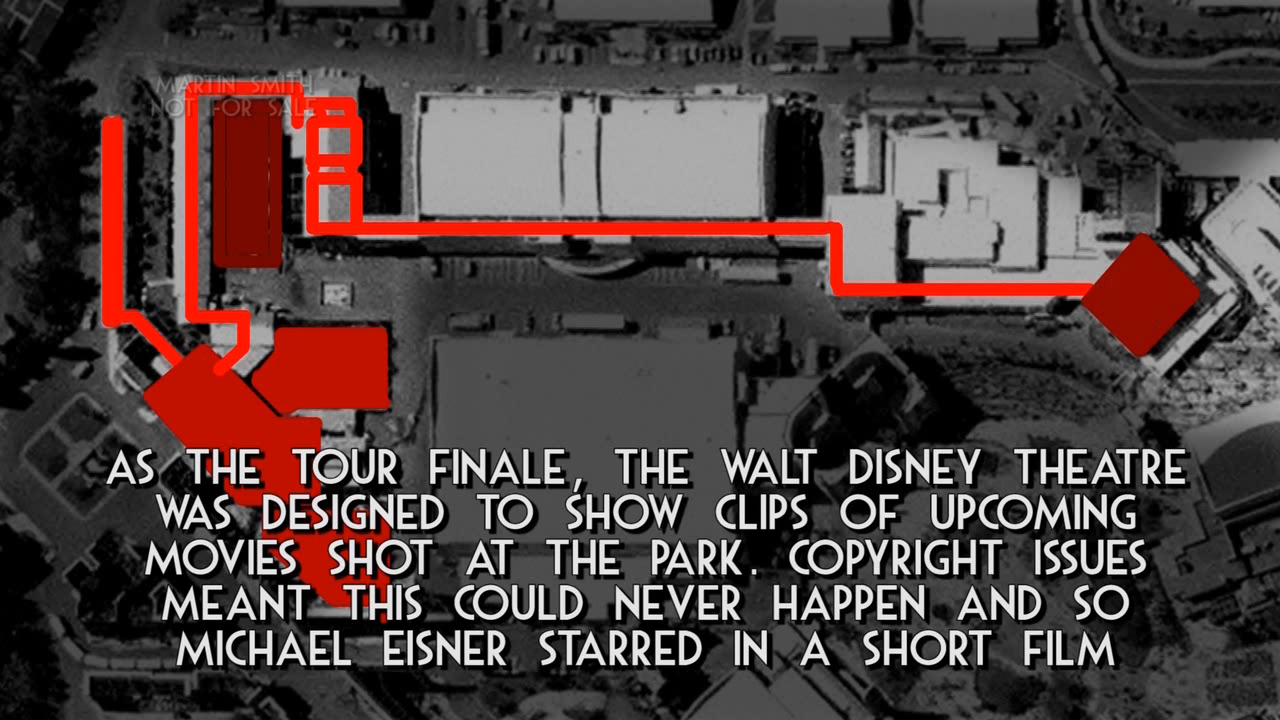 MARTIN SMITH
NOT FOR SALE
AS THE TOUR FINALE, THE WALT DISNEY THEATRE
WAS DESIGNED TO SHOW CLIPS OF UPCOMING
MOVIES SHOT AT THE PARK. COPYRIGHT ISSUES
MEANT THIS COULD NEVER HAPPEN AND SO
MICHAEL EISNER STARRED IN A SHORT FILM